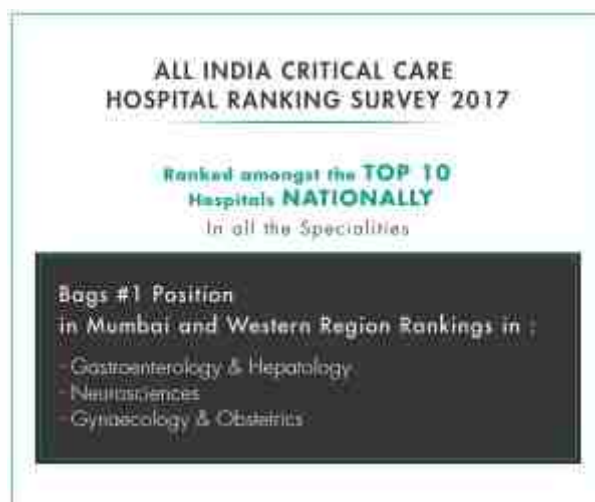 ALL INDIA CRITICAL CARE
HOSPITAL RANKING SURVEY 2017
Ranked amongst the TOP 10
Hospitals NATIONALLY
In all the Specialities
Bags #1 Position
in Mumbai and Western Region Rankings in :
- Gastroenterology & Hepatology
- Neurosciences
- Gynaecology & Obstetrics